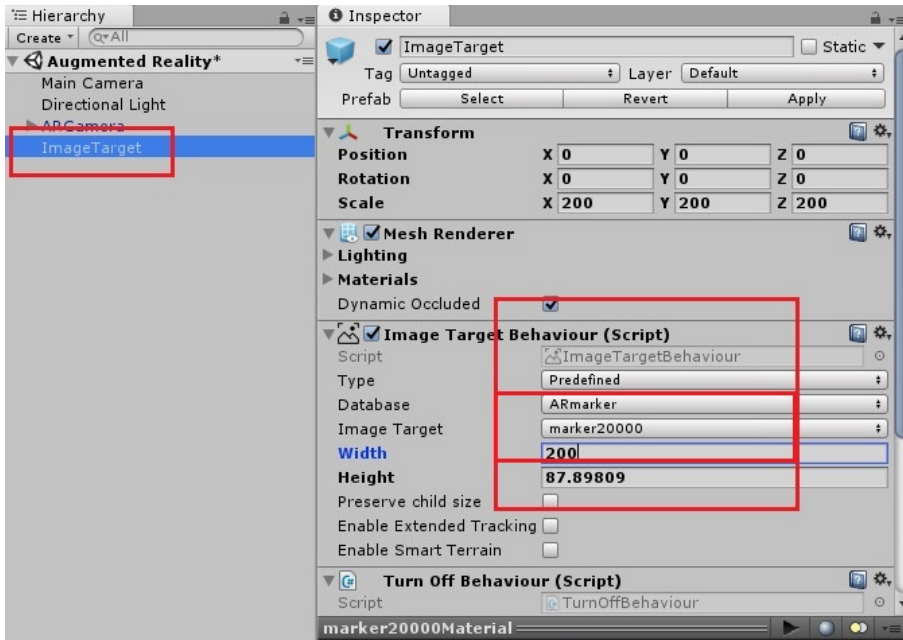 Hierarchy
Create
All
Augmented Reality*
Main Camera
Directional Light
ARCamera
ImageTarget
Inspector
ImageTarget
Static
Tag Untagged Layer Default
Prefab Select Revert Apply
Transform
Position X 0 Y 0 Z 0
Rotation X 0 Y 0 Z 0
Scale X 200 Y 200 Z 200
Mesh Renderer
Lighting
Materials
Dynamic Occluded
Image Target Behaviour (Script)
Script ImageTargetBehaviour
Type Predefined
Database ARmarker
Image Target marker20000
Width 200
Height 87.89809
Preserve child size
Enable Extended Tracking
Enable Smart Terrain
Turn Off Behaviour (Script)
Script TurnOffBehaviour
marker20000Material